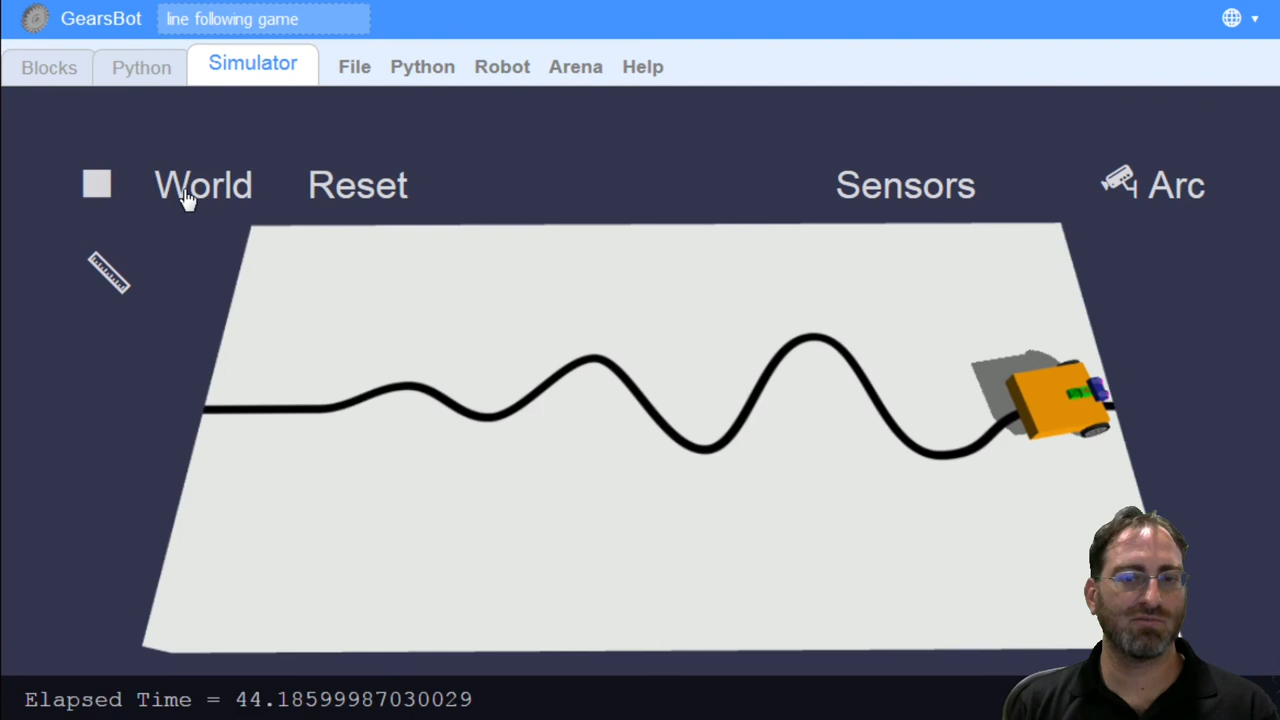 GearsBot
line following game
Blocks
Python
Simulator
File
Python
Robot
Arena
Help
World
Reset
Sensors
Arc
Elapsed Time = 44.18599987030029